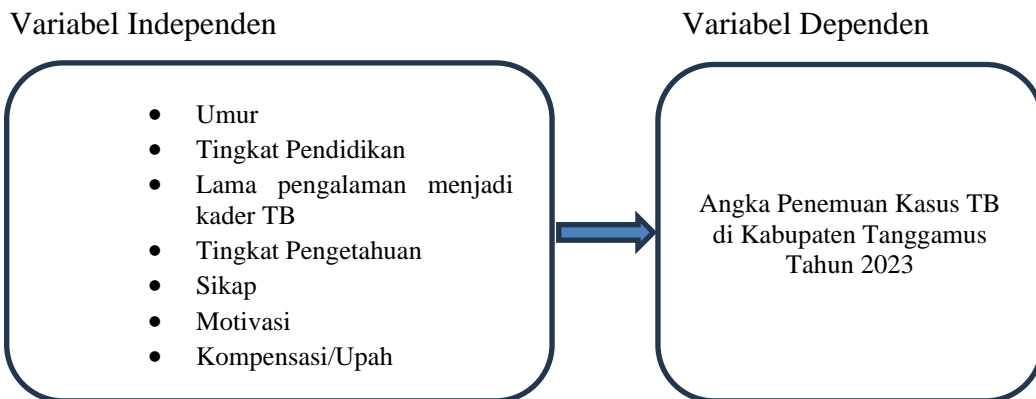 Variabel Independen
Variabel Dependen
• Umur
• Tingkat Pendidikan
• Lama pengalaman menjadi
kader TB
• Tingkat Pengetahuan
• Sikap
• Motivasi
• Kompensasi/Upah
Angka Penemuan Kasus TB
di Kabupaten Tanggamus
Tahun 2023